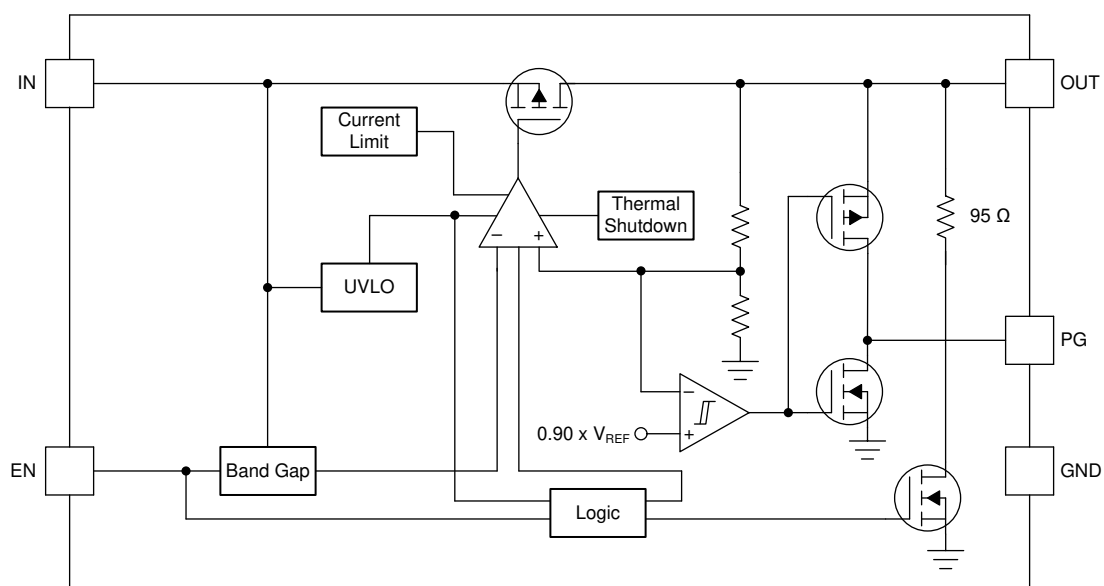 IN
OUT
Current
Limit
Thermal
Shutdown
95 Ω
−
+
UVLO
PG
−
0.90 x VREF
+
EN
Band Gap
GND
Logic